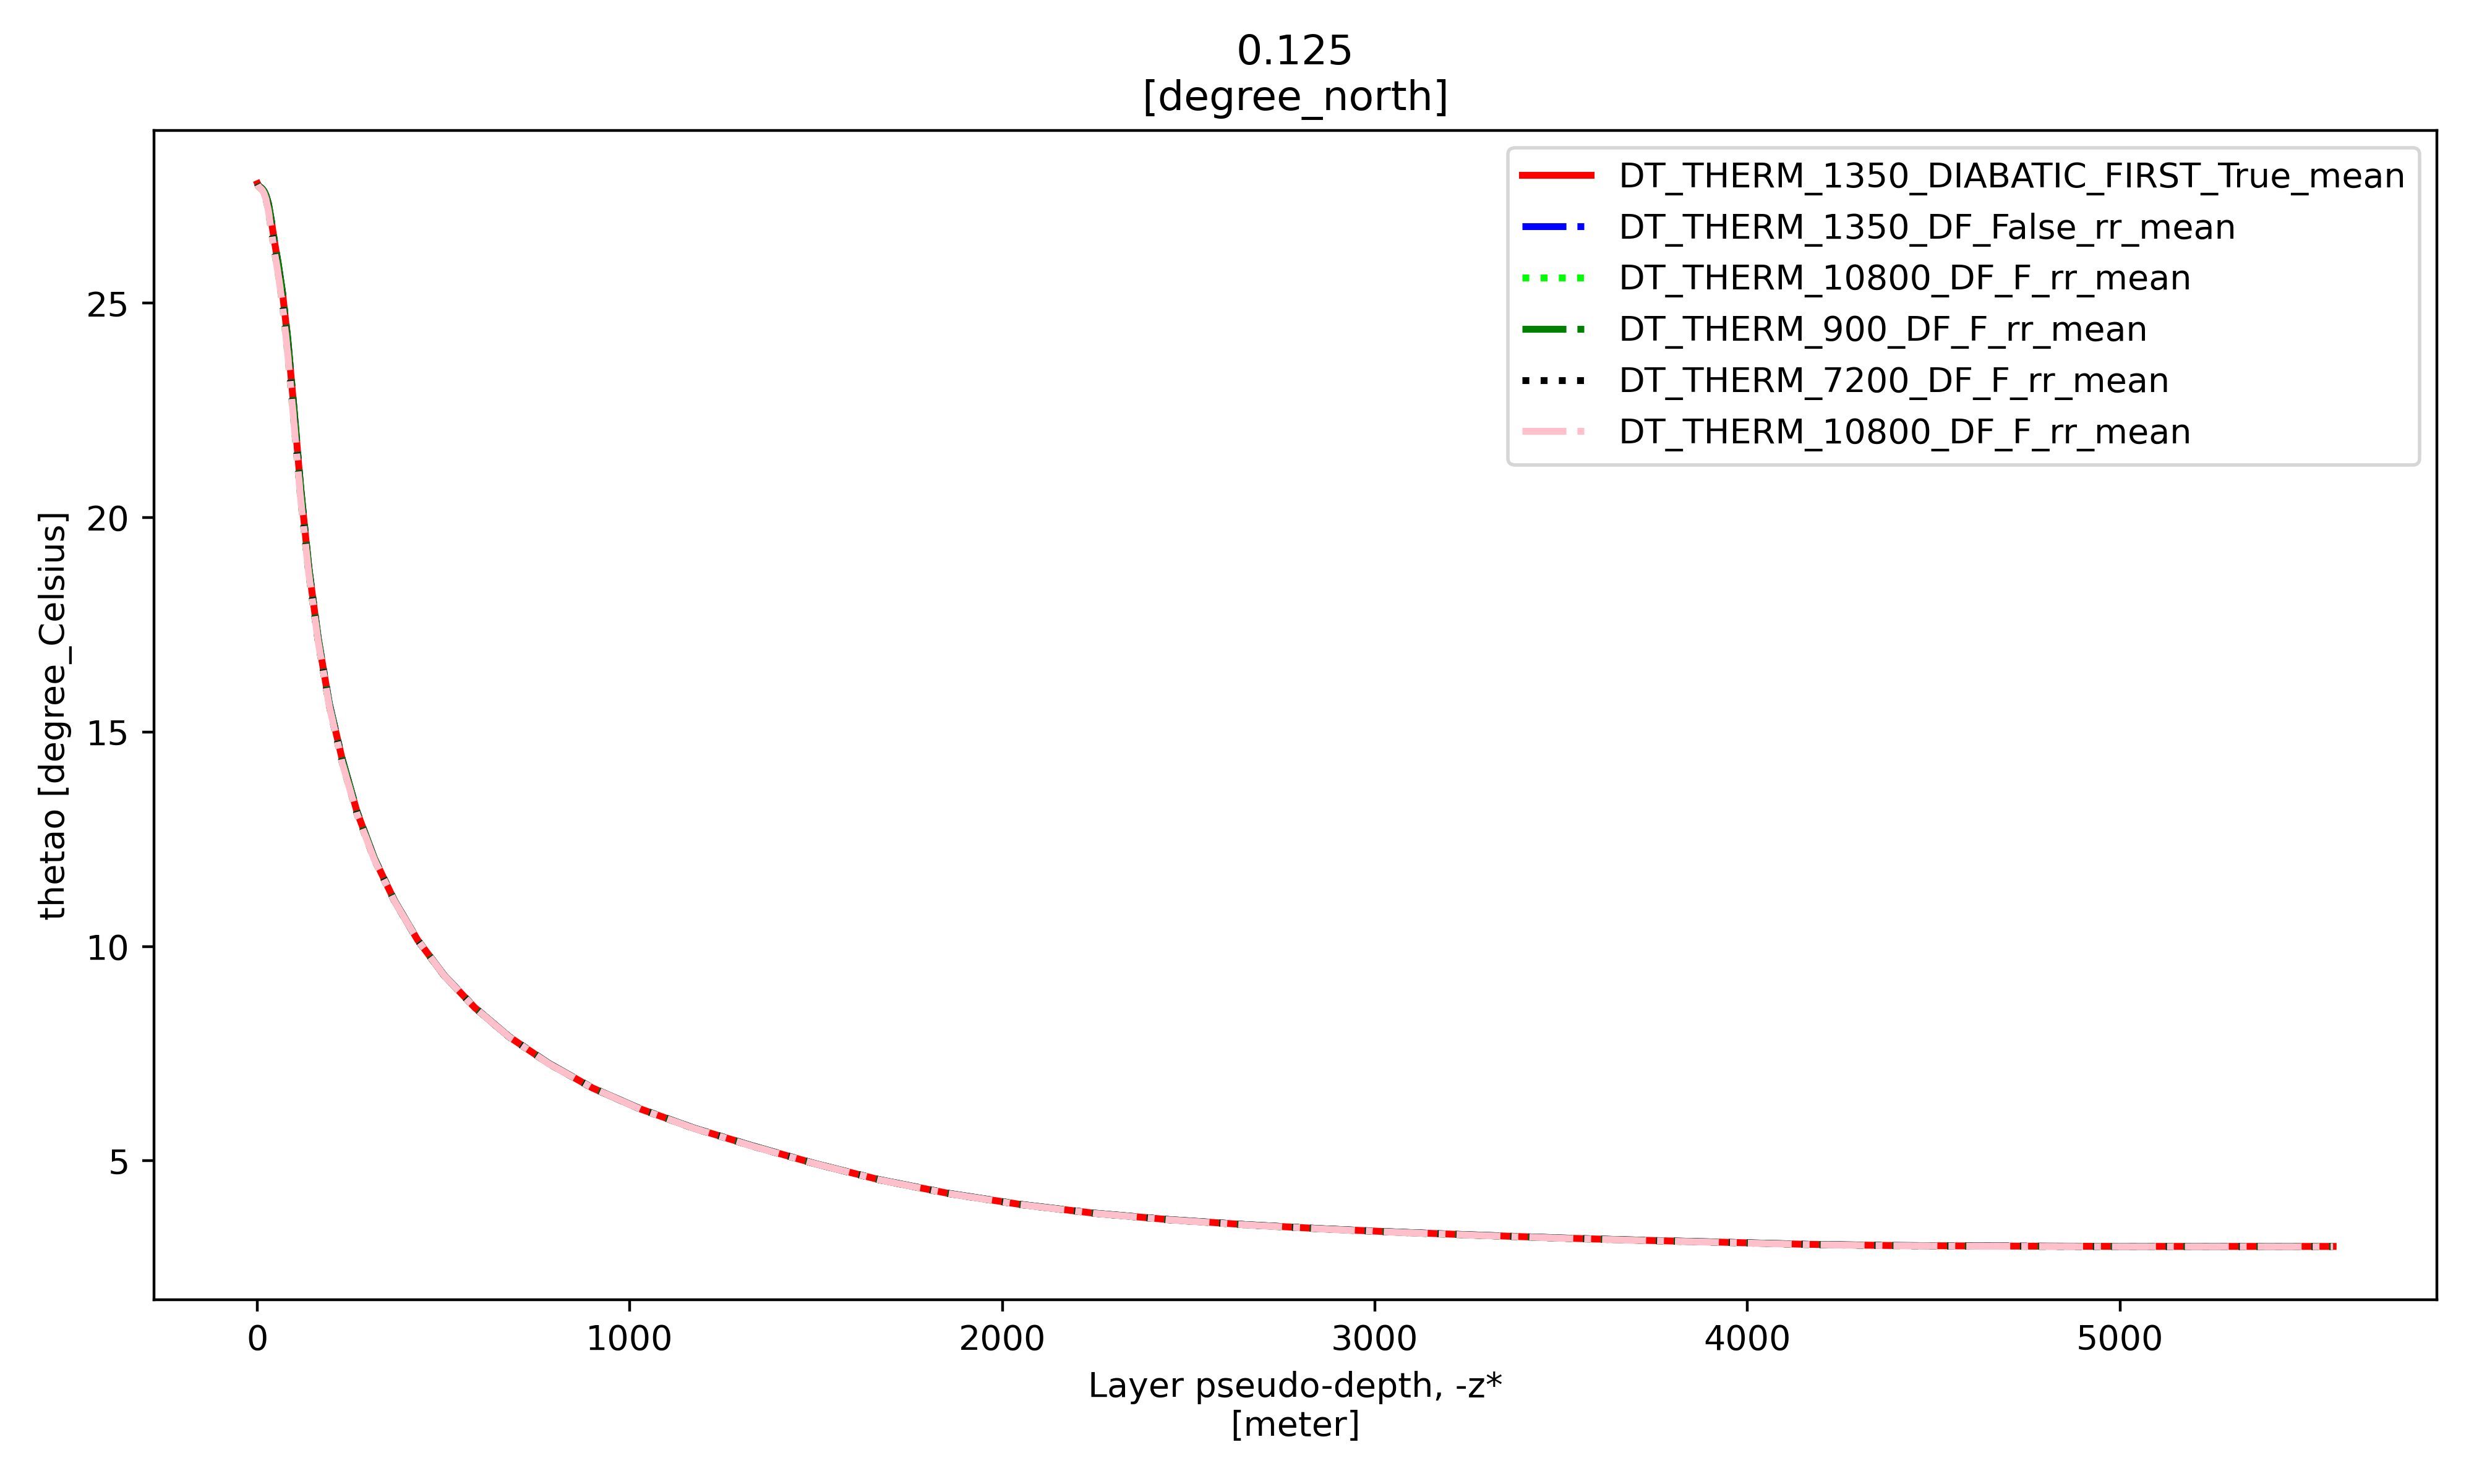 0.125
[degree_north]
DT_THERM_1350_DIABATIC_FIRST_True_mean
DT_THERM_1350_DF_False_rr_mean
DT_THERM_10800_DF_F_rr_mean
DT_THERM_900_DF_F_rr_mean
DT_THERM_7200_DF_F_rr_mean
DT_THERM_10800_DF_F_rr_mean
thetao [degree_Celsius]
25
20
15
10
5
0 1000 2000 3000 4000 5000
Layer pseudo-depth, -z*
[meter]